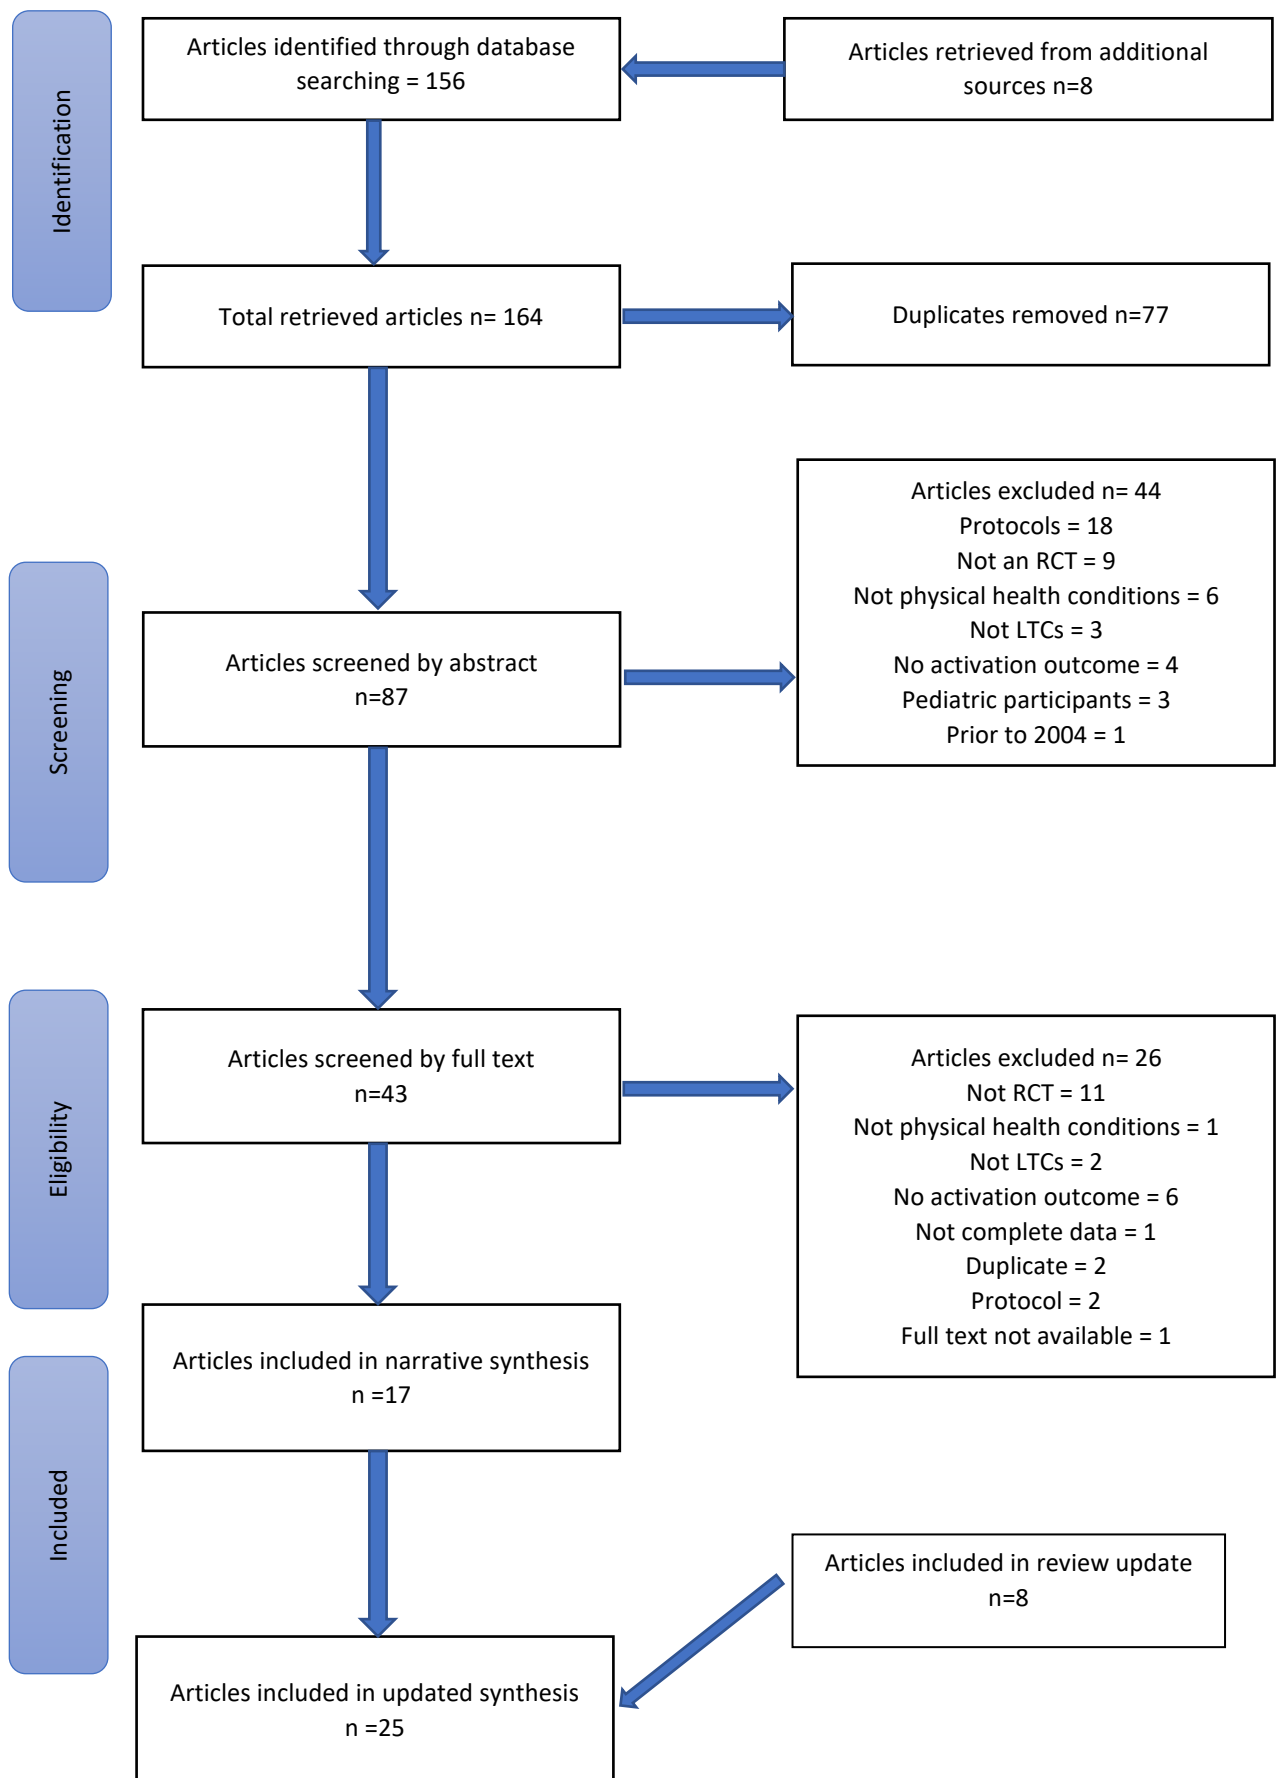 Identification
Articles identified through database
searching = 156
Articles retrieved from additional
sources n=8
Total retrieved articles n= 164
Duplicates removed n=77
Screening
Articles screened by abstract
n=87
Articles excluded n= 44
Protocols = 18
Not an RCT = 9
Not physical health conditions = 6
Not LTCs = 3
No activation outcome = 4
Pediatric participants = 3
Prior to 2004 = 1
Eligibility
Articles screened by full text
n=43
Articles excluded n= 26
Not RCT = 11
Not physical health conditions = 1
Not LTCs = 2
No activation outcome = 6
Not complete data = 1
Duplicate = 2
Protocol = 2
Full text not available = 1
Included
Articles included in narrative synthesis
n =17
Articles included in review update
n=8
Articles included in updated synthesis
n =25